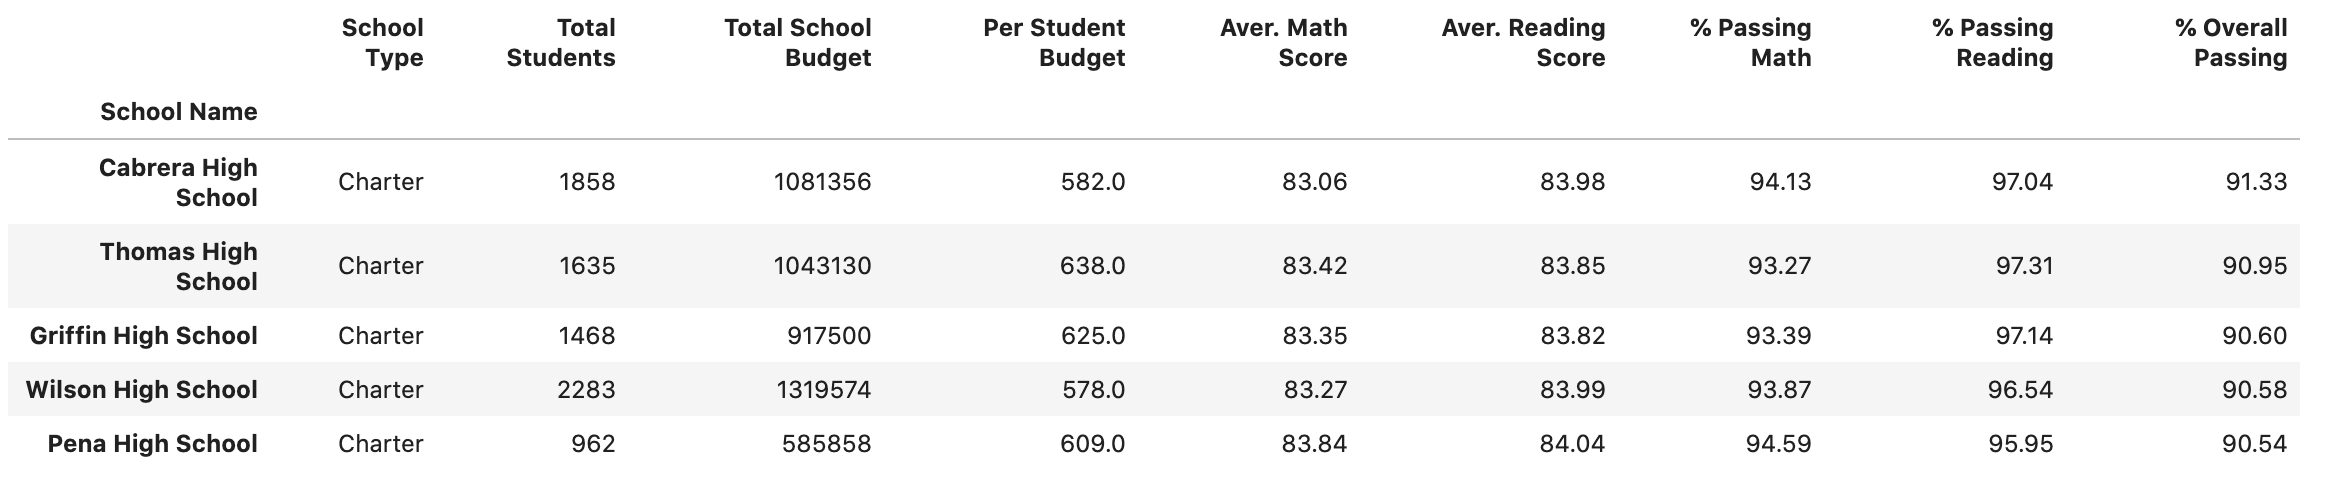 School Type Total Students Total School Budget Per Student Budget Aver. Math Score Aver. Reading Score % Passing Math % Passing Reading % Overall Passing
School Name
Cabrera High School Charter 1858 1081356 582.0 83.06 83.98 94.13 97.04 91.33
Thomas High School Charter 1635 1043130 638.0 83.42 83.85 93.27 97.31 90.95
Griffin High School Charter 1468 917500 625.0 83.35 83.82 93.39 97.14 90.60
Wilson High School Charter 2283 1319574 578.0 83.27 83.99 93.87 96.54 90.58
Pena High School Charter 962 585858 609.0 83.84 84.04 94.59 95.95 90.54